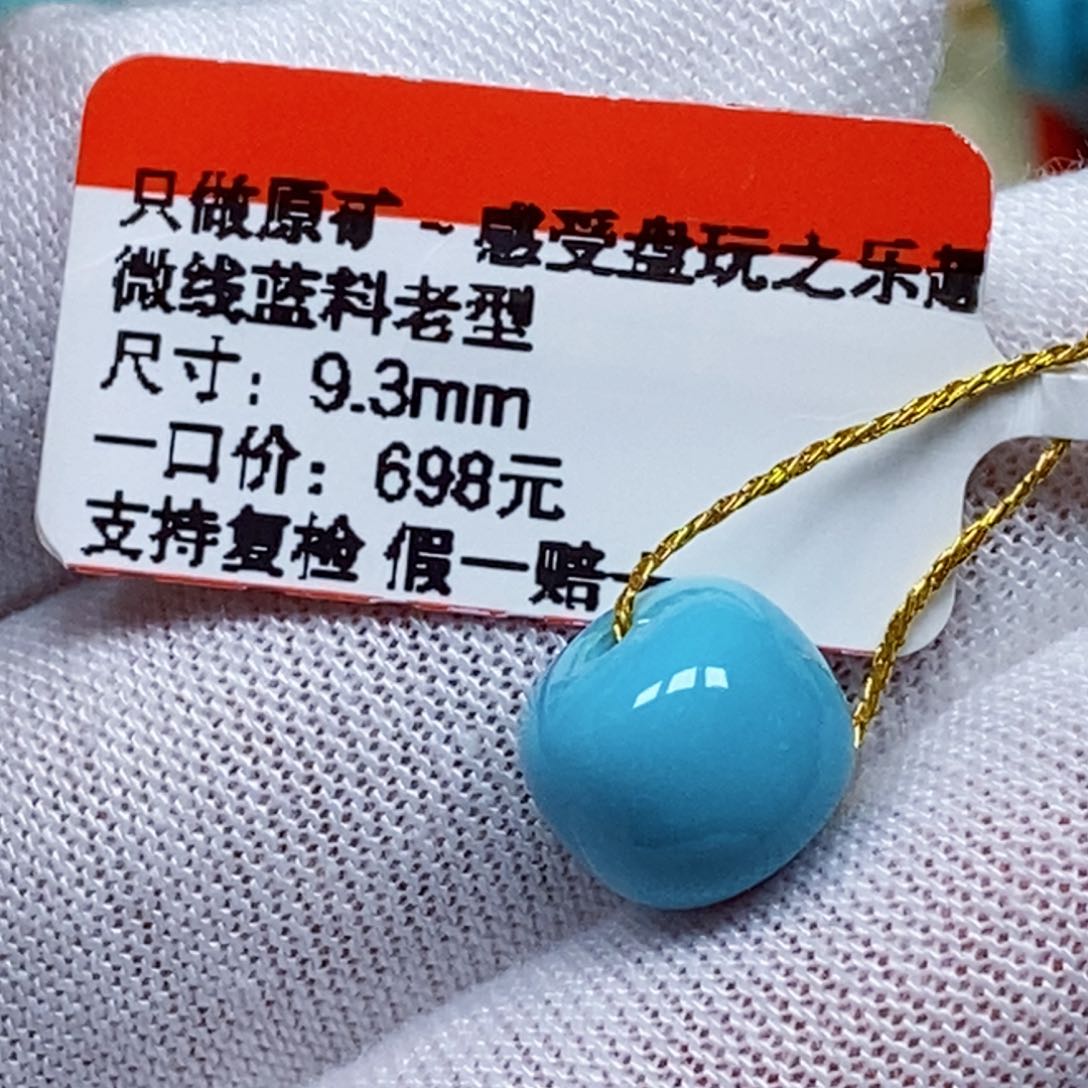 只做原矿~感受盘玩之乐趣
微线蓝料老型
尺寸：9.3mm
一口价：698元
支持复检 假一赔一